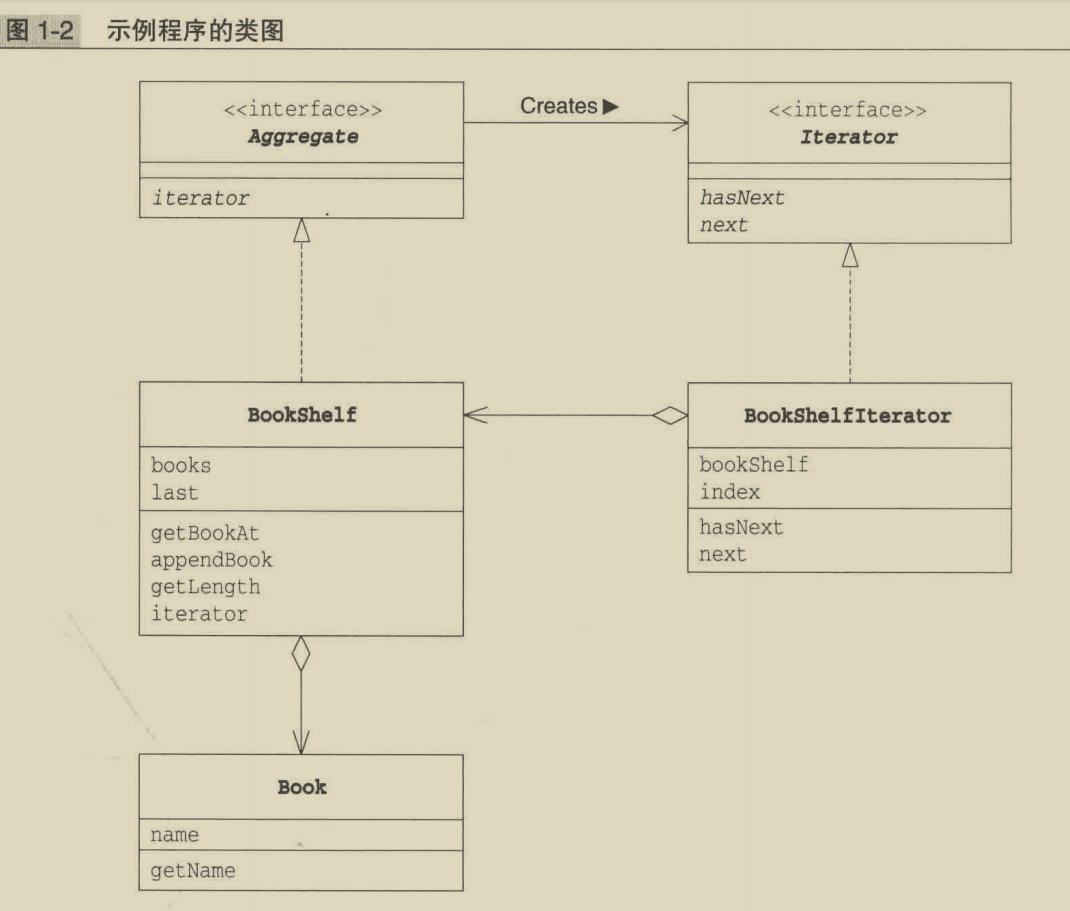 图 1-2 示例程序的类图
<<interface>>
Aggregate
iterator
Creates ▶
<<interface>>
Iterator
hasNext
next
BookShelf
books
last
getBookAt
appendBook
getLength
iterator
BookShelfIterator
bookShelf
index
hasNext
next
Book
name
getName